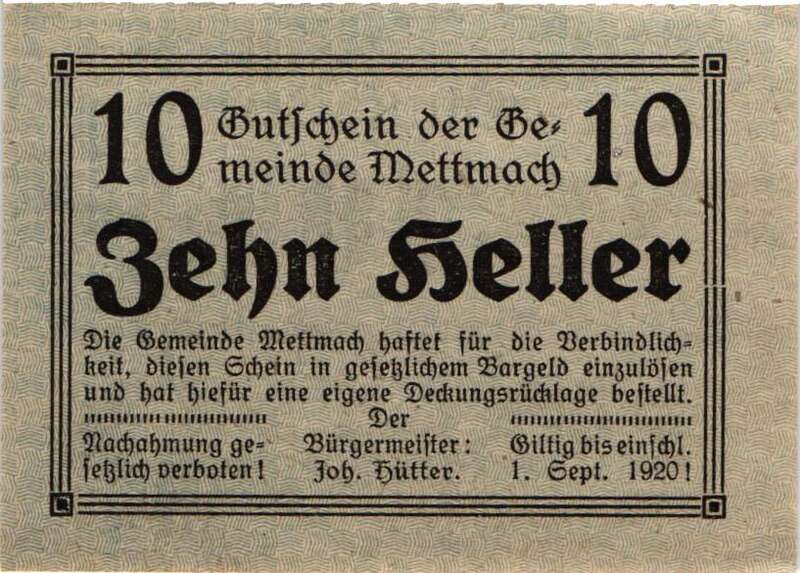 10 Gutschein der Ge- 10
meinde Mettmach
Zehn Heller
Die Gemeinde Mettmach haftet für die Verbindlich-
keit, diesen Schein in gesetzlichem Bargeld einzulösen
und hat hiefür eine eigene Deckungsrücklage bestellt.
Nachahmung ge-
setzlich verboten!
Der
Bürgermeister:
Joh. Hütter.
Giltig bis einschl.
1. Sept. 1920!